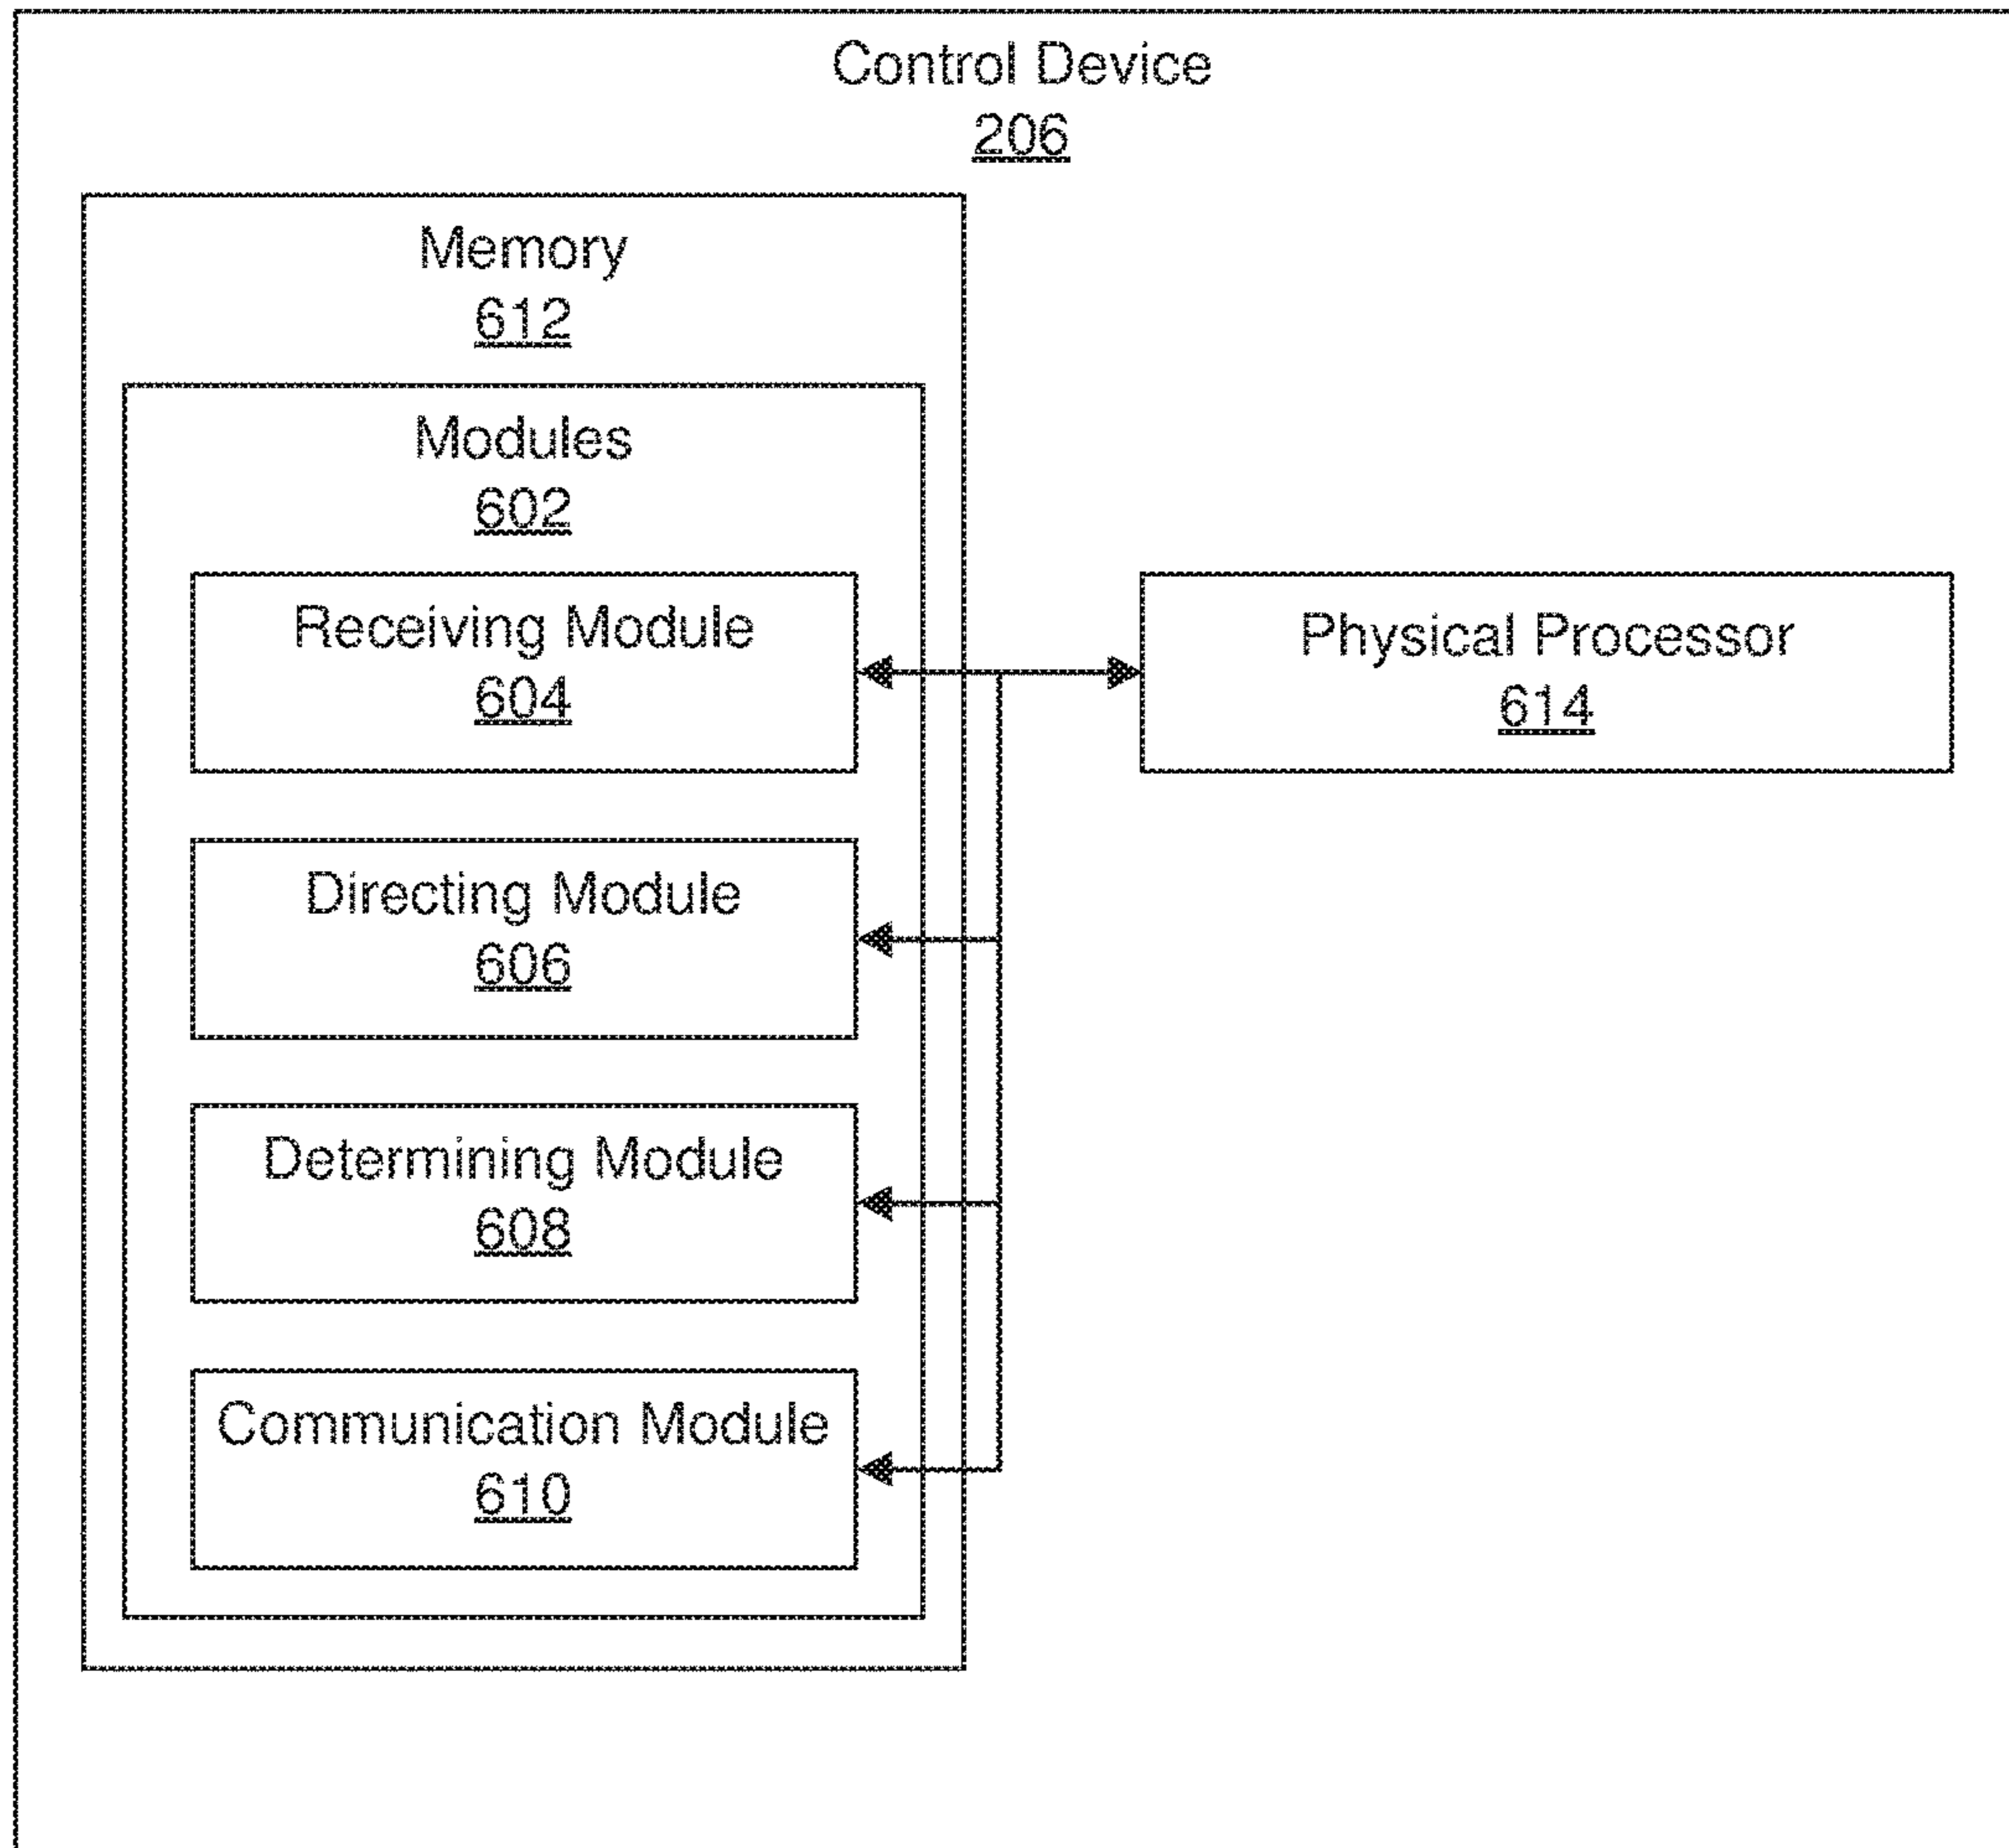 Control Device
206
Memory
612
Modules
602
Receiving Module
604
Physical Processor
614
Directing Module
606
Determining Module
608
Communication Module
610